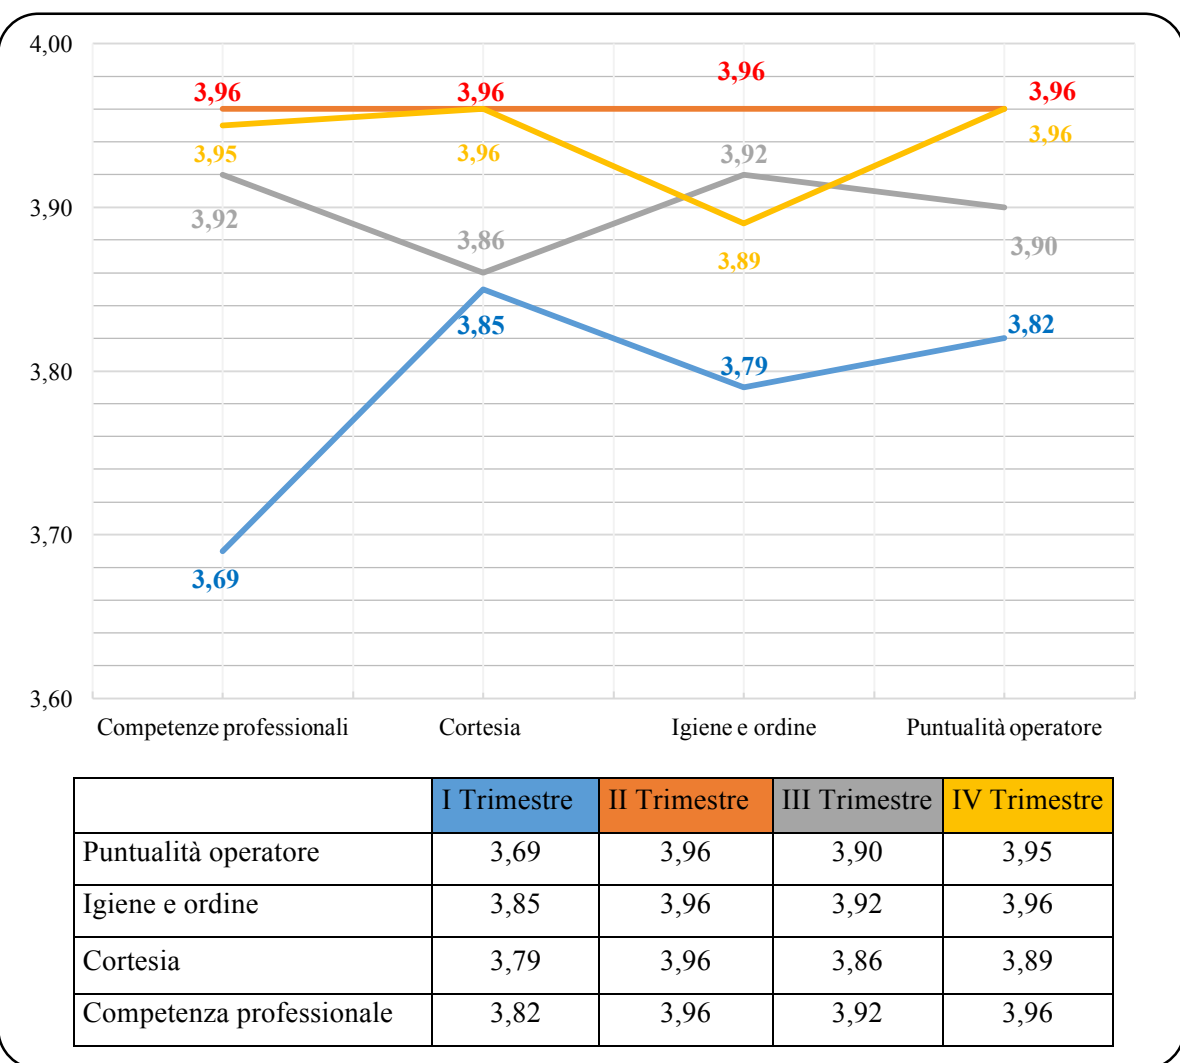 4,00
3,96 3,96 3,96 3,96
3,95 3,96 3,92 3,96
3,90
3,92 3,86 3,89 3,90
3,85 3,79 3,82
3,80
3,70
3,69
3,60
Competenze professionali Cortesia Igiene e ordine Puntualità operatore
I Trimestre II Trimestre III Trimestre IV Trimestre
Puntualità operatore 3,69 3,96 3,90 3,95
Igiene e ordine 3,85 3,96 3,92 3,96
Cortesia 3,79 3,96 3,86 3,89
Competenza professionale 3,82 3,96 3,92 3,96